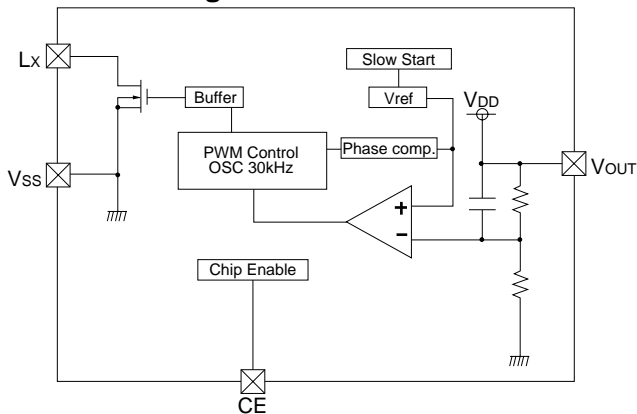 Lx
Slow Start
Buffer
Vref
VDD
PWM Control
OSC 30kHz
Phase comp.
VOUT
Vss
+
−
Chip Enable
CE